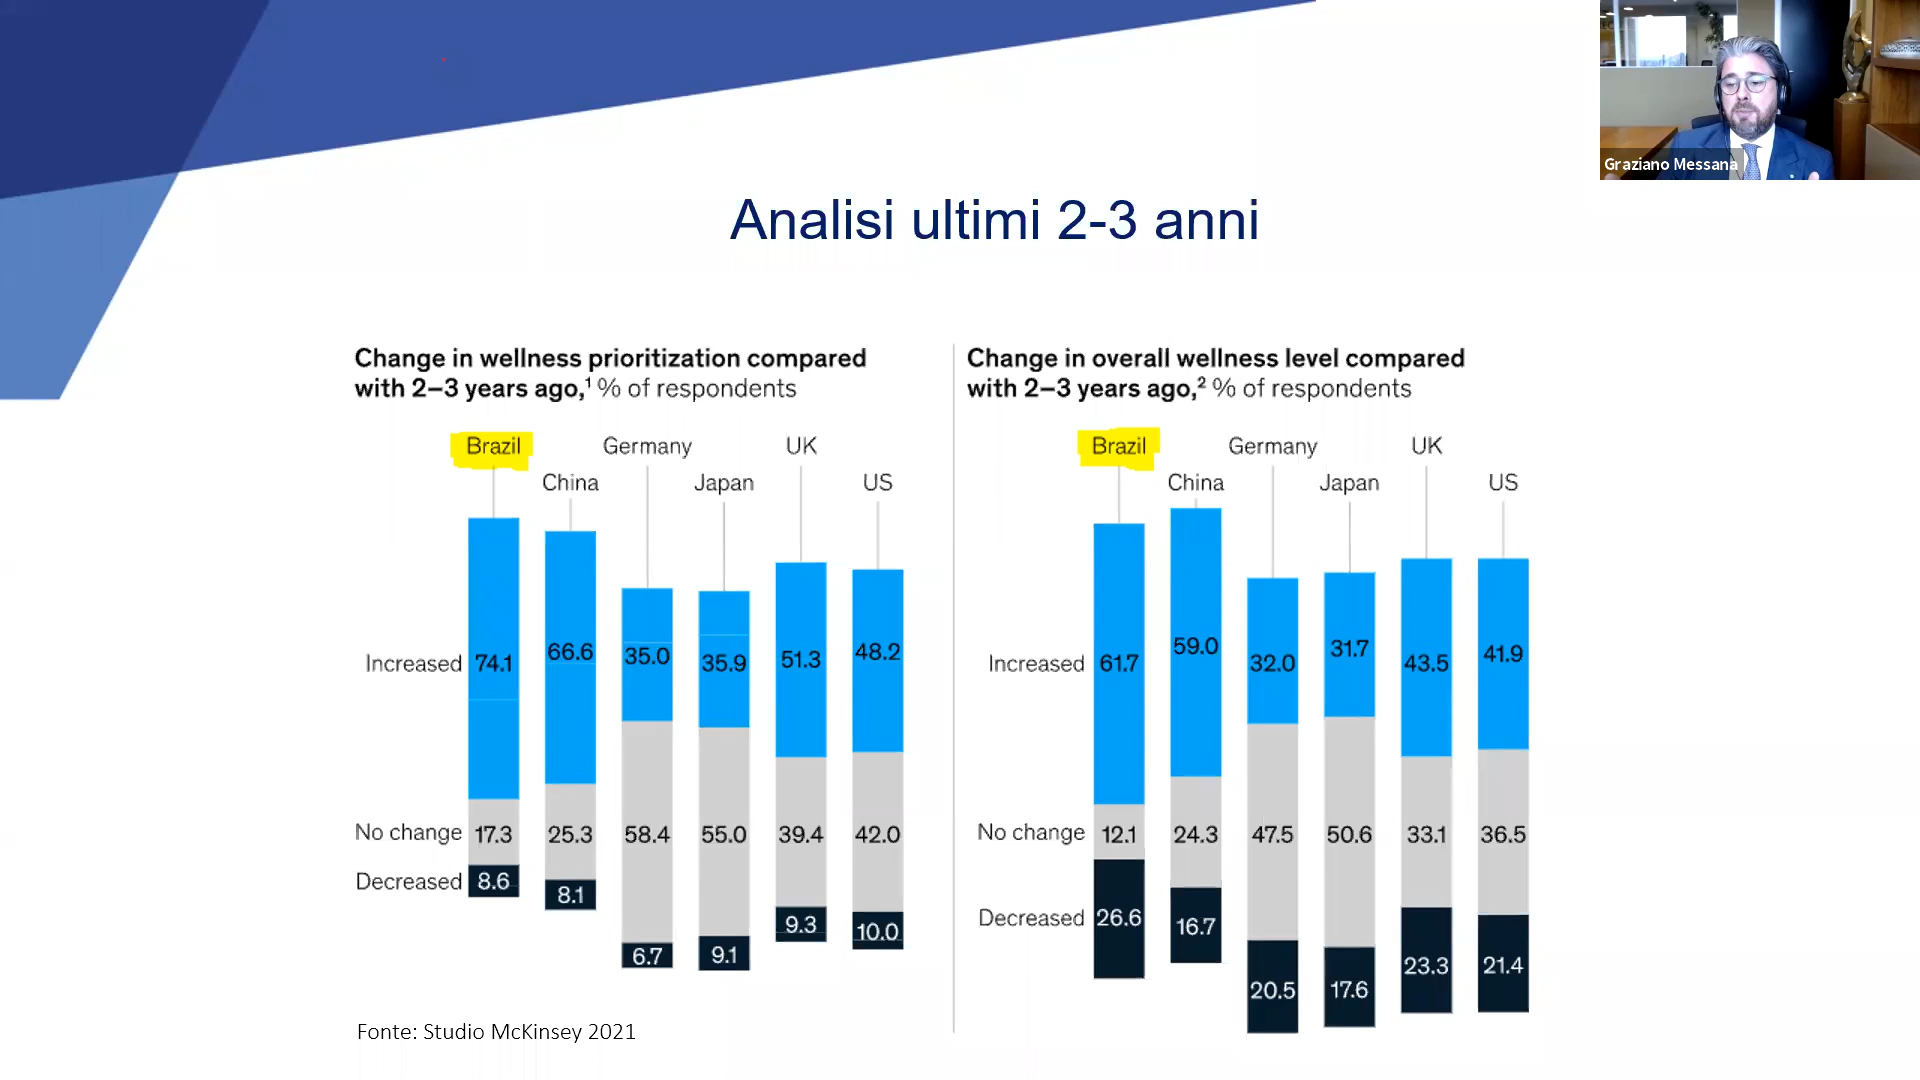 Graziano Messana
Analisi ultimi 2-3 anni
Change in wellness prioritization compared
with 2–3 years ago,¹ % of respondents
Brazil
Germany
UK
China
Japan
US
Increased
74.1
66.6
35.0
35.9
51.3
48.2
No change
17.3
25.3
58.4
55.0
39.4
42.0
Decreased
8.6
8.1
6.7
9.1
9.3
10.0
Change in overall wellness level compared
with 2–3 years ago,² % of respondents
Brazil
Germany
UK
China
Japan
US
Increased
61.7
59.0
32.0
31.7
43.5
41.9
No change
12.1
24.3
47.5
50.6
33.1
36.5
Decreased
26.6
16.7
20.5
17.6
23.3
21.4
Fonte: Studio McKinsey 2021